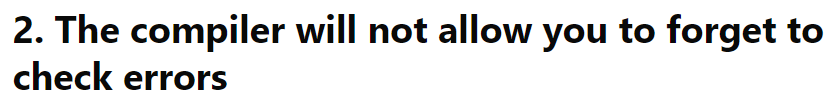 2. The compiler will not allow you to forget to
check errors